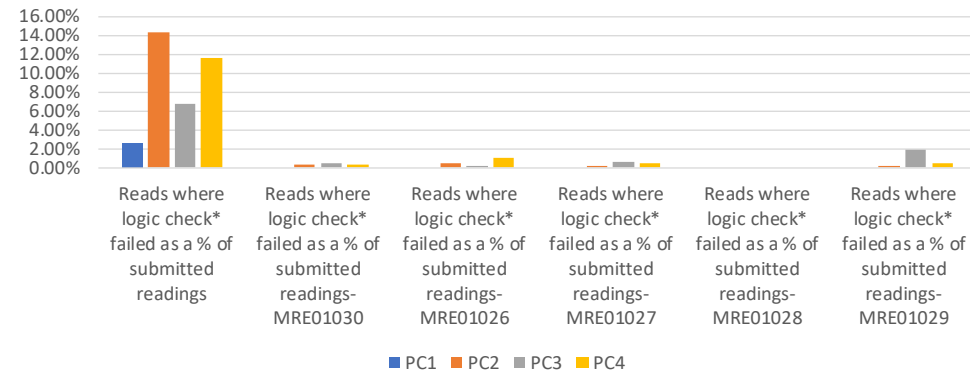 16.00%
14.00%
12.00%
10.00%
8.00%
6.00%
4.00%
2.00%
0.00%
Reads where
logic check*
failed as a % of
submitted
readings
Reads where
logic check*
failed as a % of
submitted
readings-
MRE01030
Reads where
logic check*
failed as a % of
submitted
readings-
MRE01026
Reads where
logic check*
failed as a % of
submitted
readings-
MRE01027
Reads where
logic check*
failed as a % of
submitted
readings-
MRE01028
Reads where
logic check*
failed as a % of
submitted
readings-
MRE01029
PC1 PC2 PC3 PC4